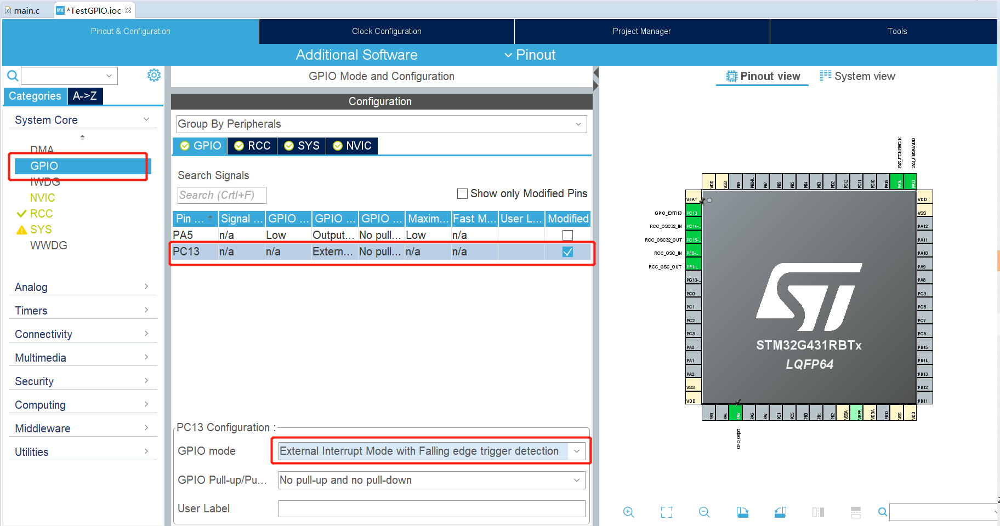 main.c
*TestGPIO.ioc
Pinout & Configuration
Clock Configuration
Project Manager
Tools
Additional Software
Pinout
Categories
A->Z
System Core
DMA
GPIO
IWDG
NVIC
RCC
SYS
WWDG
Analog
Timers
Connectivity
Multimedia
Security
Computing
Middleware
Utilities
GPIO Mode and Configuration
Configuration
Group By Peripherals
GPIO RCC SYS NVIC
Search Signals
Search (CrtI+F)
Show only Modified Pins
Pin ... Signal ... GPIO ... GPIO ... GPIO ... Maxim... Fast M... User L... Modified
PA5 n/a Low Output... No pull... Low n/a
PC13 n/a n/a Extern... No pull... n/a n/a
PC13 Configuration :
GPIO mode External Interrupt Mode with Falling edge trigger detection
GPIO Pull-up/Pu... No pull-up and no pull-down
User Label
Pinout view
System view
SYS_JTCK-SWCLK
SYS_JTMS-SWDIO
VDD VSS PB9 PB8-B.. PB7 PB6 PB5 PB4 PB3 PD2 PC12 PC11 PC10 PA15 PA14 PA13
VBAT
GPIO_EXTI13 PC13
RCC_OSC32_IN PC14-..
RCC_OSC32_OUT PC15-..
RCC_OSC_IN PF0-..
RCC_OSC_OUT PF1-..
PG10-..
PC0
PC1
PC2
PC3
PA0
PA1
PA2
VSS
VDD
STM32G431RBTx
LQFP64
VDD
VSS
PA12
PA11
PA10
PA9
PA8
PC9
PC8
PC7
PC6
PB15
PB14
PB13
PB12
PB11
PA3 PA4 PA5 PA6 PA7 PC4 PC5 PB0 PB1 PB2 VSSA VREF.. VDDA PB10 VSS VDD
GPIO_Output